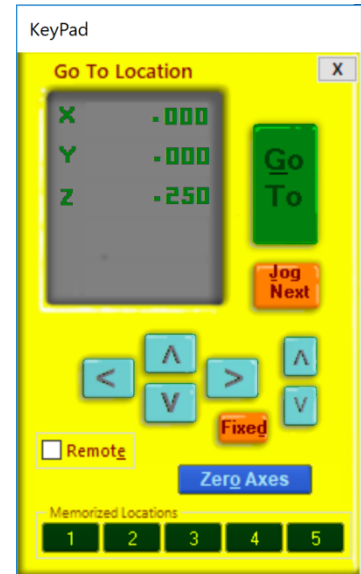 KeyPad
Go To Location
X
X .000
Y .000
Z .250
Go
To
Jog
Next
< ^ > ^
V V
Fixed
Remote
Zero Axes
Memorized Locations
1 2 3 4 5